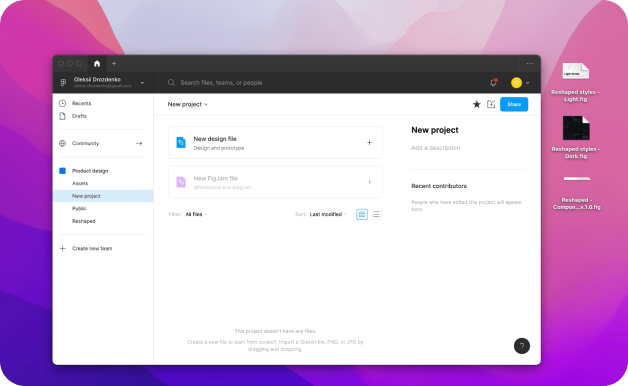 Oleksii Drozdenko
Search files, teams, or people
Recents
Drafts
Community
Product design
Assets
New project
Public
Reshaped
Create new team
New project
Share
New design file
Design and prototype
New FigJam file
Whiteboard and diagram
Filter: All files
Sort: Last modified
This project doesn't have any files.
Create a new file to start from scratch, import a Sketch file, PNG, or JPG by
dragging and dropping.
New project
Add a description
Recent contributors
People who have edited this project will appear
here.
?
Reshaped styles –
Light.fig
Reshaped styles –
Dark.fig
Reshaped –
Compon...v.1.0.fig